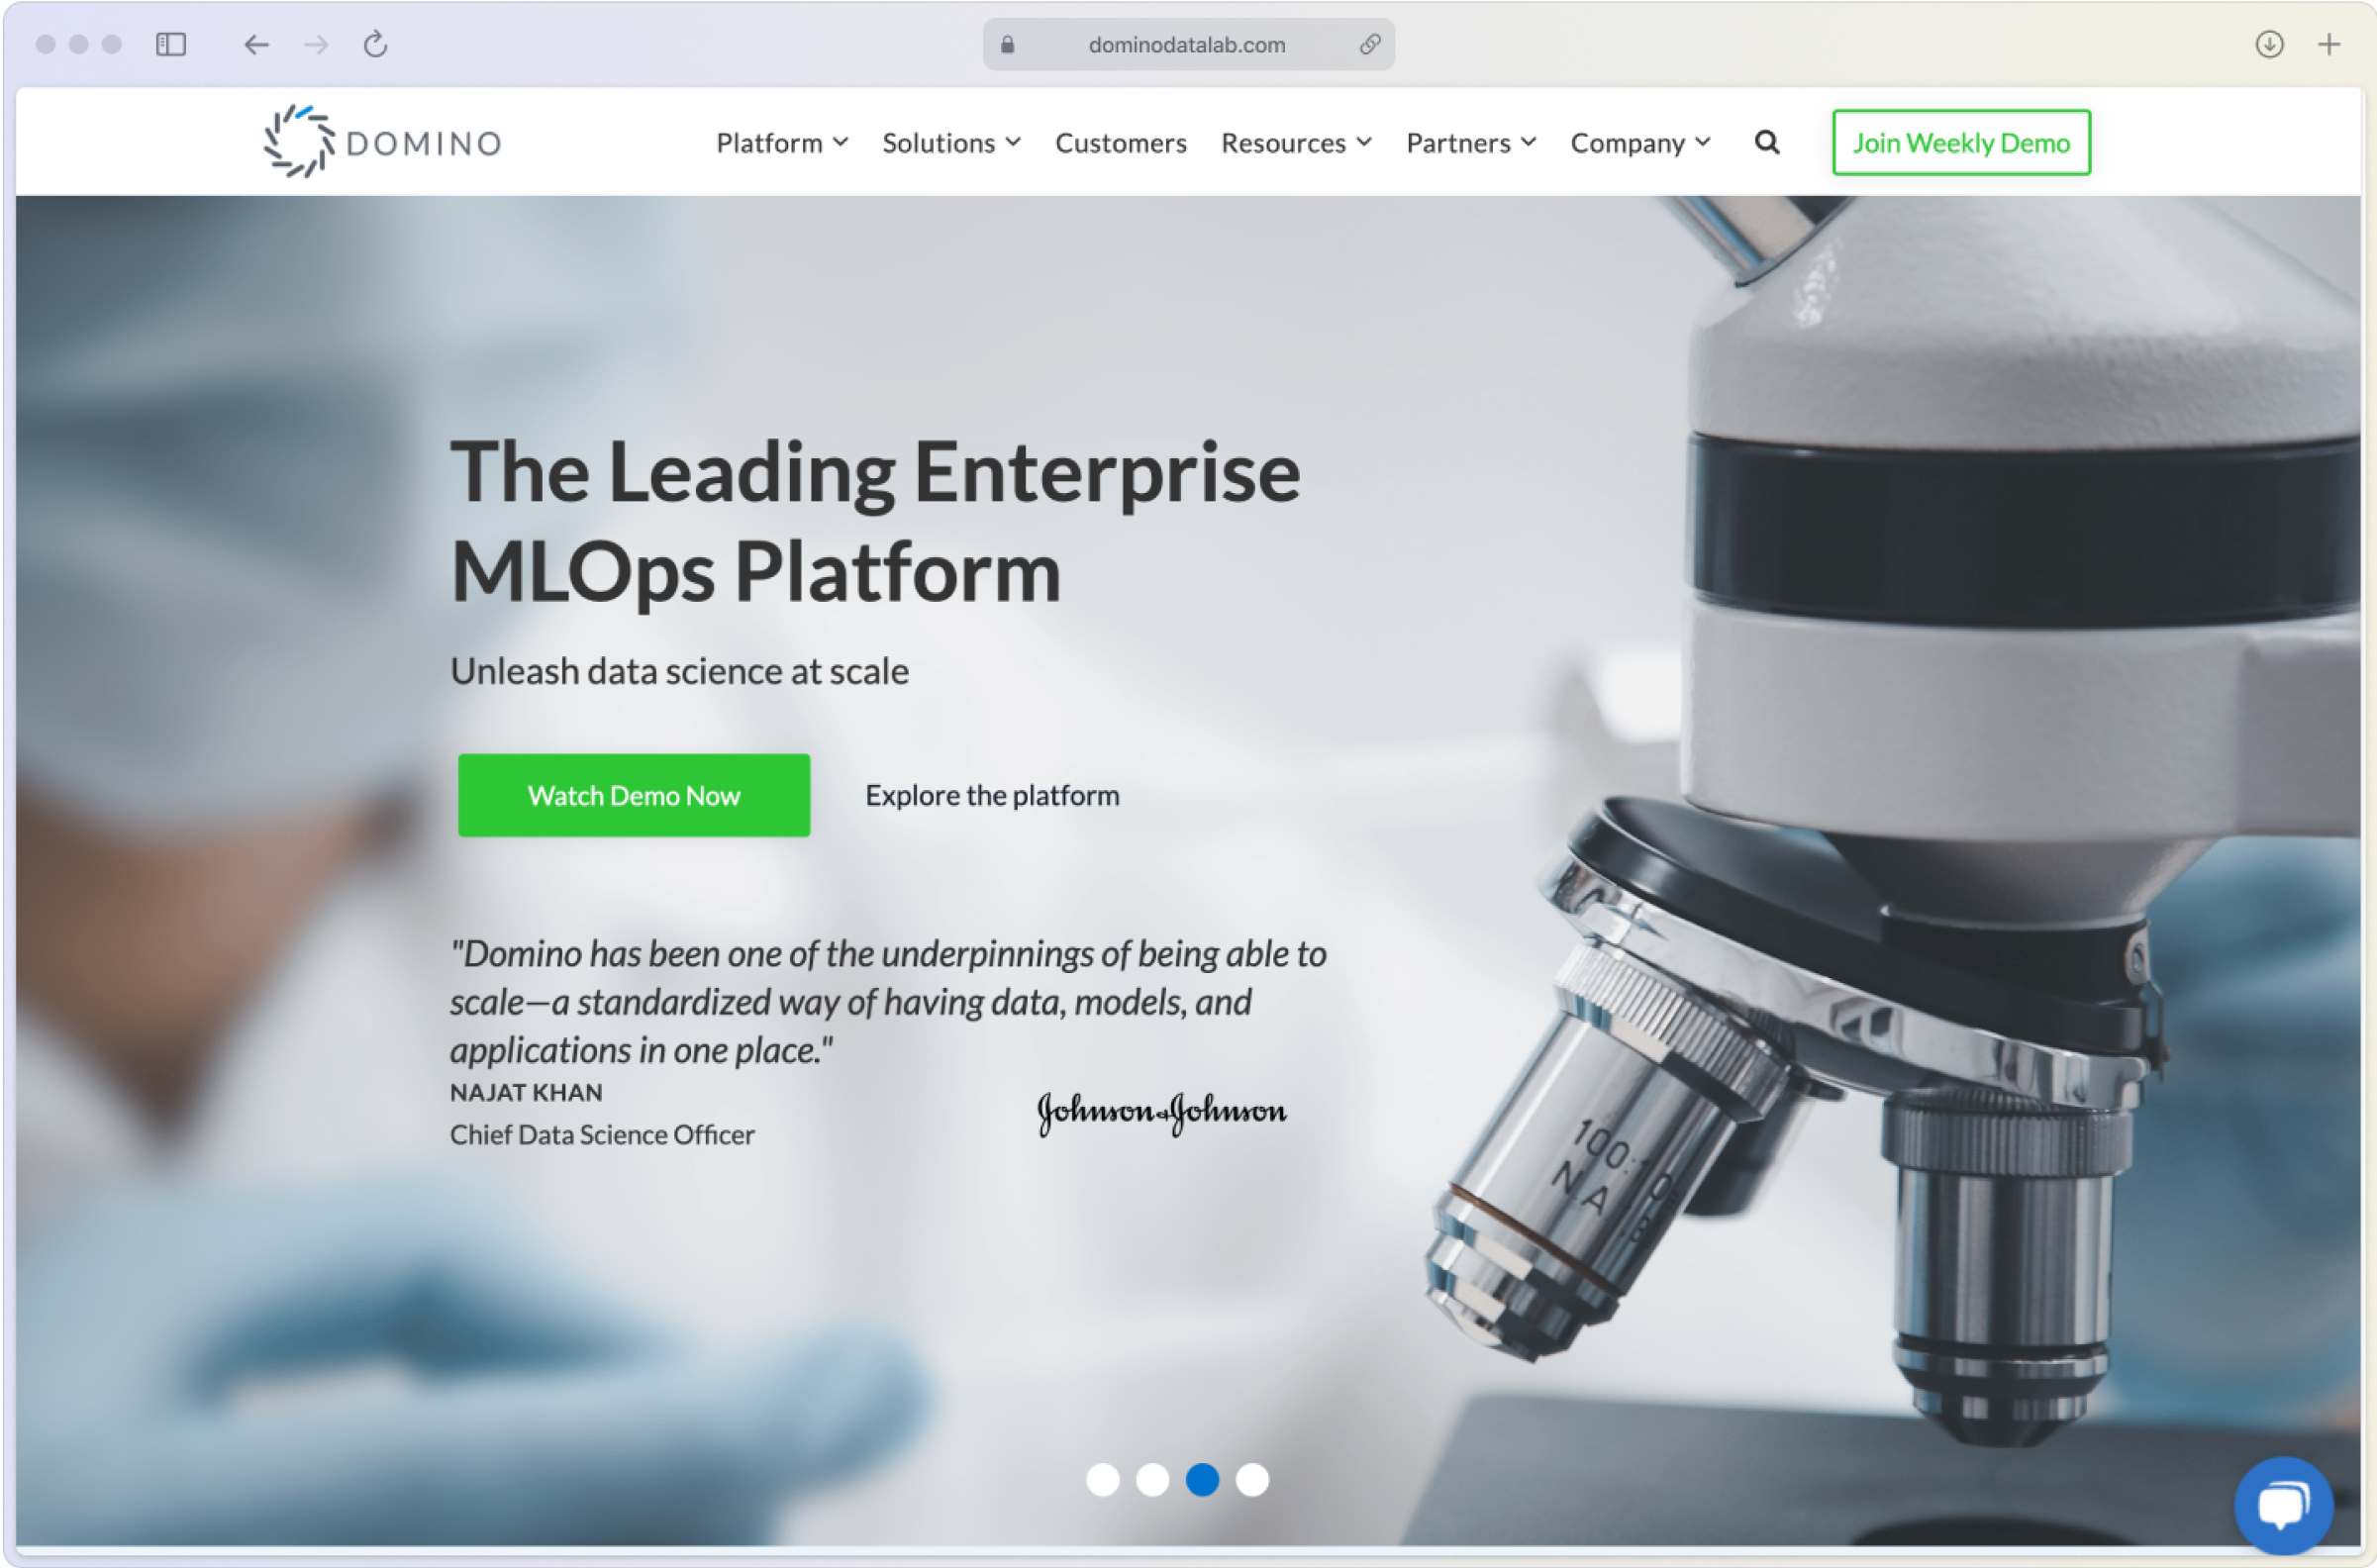 dominodatalab.com
DOMINO
Platform Solutions Customers Resources Partners Company Join Weekly Demo
The Leading Enterprise
MLOps Platform
Unleash data science at scale
Watch Demo Now Explore the platform
"Domino has been one of the underpinnings of being able to
scale—a standardized way of having data, models, and
applications in one place."
NAJAT KHAN
Chief Data Science Officer
Johnson&Johnson
100:1
N.A